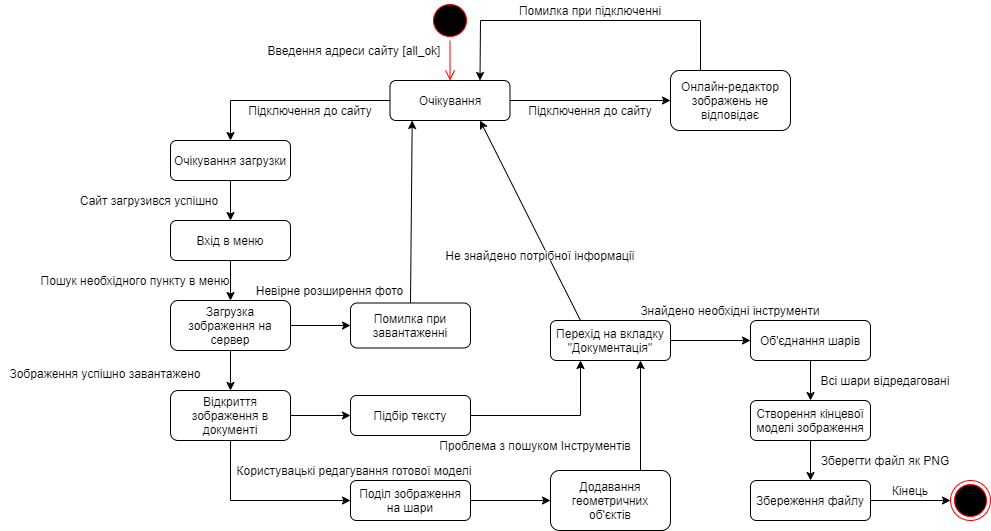 Помилка при підключенні
Введення адреси сайту [all_ok]
Онлайн-редактор
зображень не
відповідає
Очікування
Підключення до сайту
Підключення до сайту
Очікування загрузки
Сайт загрузився успішно
Вхід в меню
Не знайдено потрібної інформації
Пошук необхідного пункту в меню
Невірне розширення фото
Загрузка
зображення на
сервер
Помилка при
завантаженні
Знайдено необхідні інструменти
Перехід на вкладку
"Документація"
Об'єднання шарів
Зображення успішно завантажено
Всі шари відредаговані
Відкриття
зображення в
документі
Підбір тексту
Створення кінцевої
моделі зображення
Проблема з пошуком Інструментів
Зберегти файл як PNG
Користувацькі редагування готової моделі
Поділ зображення
на шари
Додавання
геометричних
об'єктів
Збереження файлу
Кінець